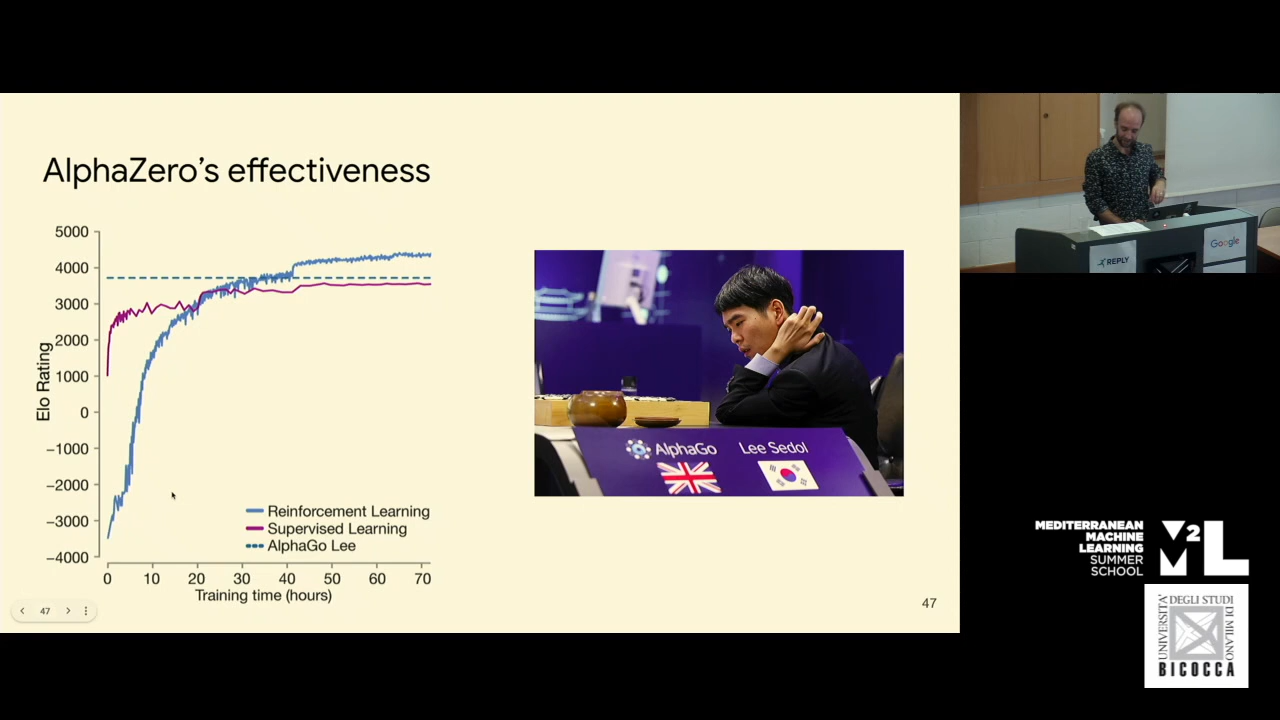 AlphaZero's effectiveness
5000
4000
3000
2000
1000
0
−1000
−2000
−3000
−4000
Elo Rating
0 10 20 30 40 50 60 70
Training time (hours)
Reinforcement Learning
Supervised Learning
AlphaGo Lee
AlphaGo Lee Sedol
47
47
REPLY
Google
MEDITERRANEAN
MACHINE
LEARNING
SUMMER
SCHOOL
M2L
UNIVERSITA'
DEGLI STUDI
DI MILANO
BICOCCA